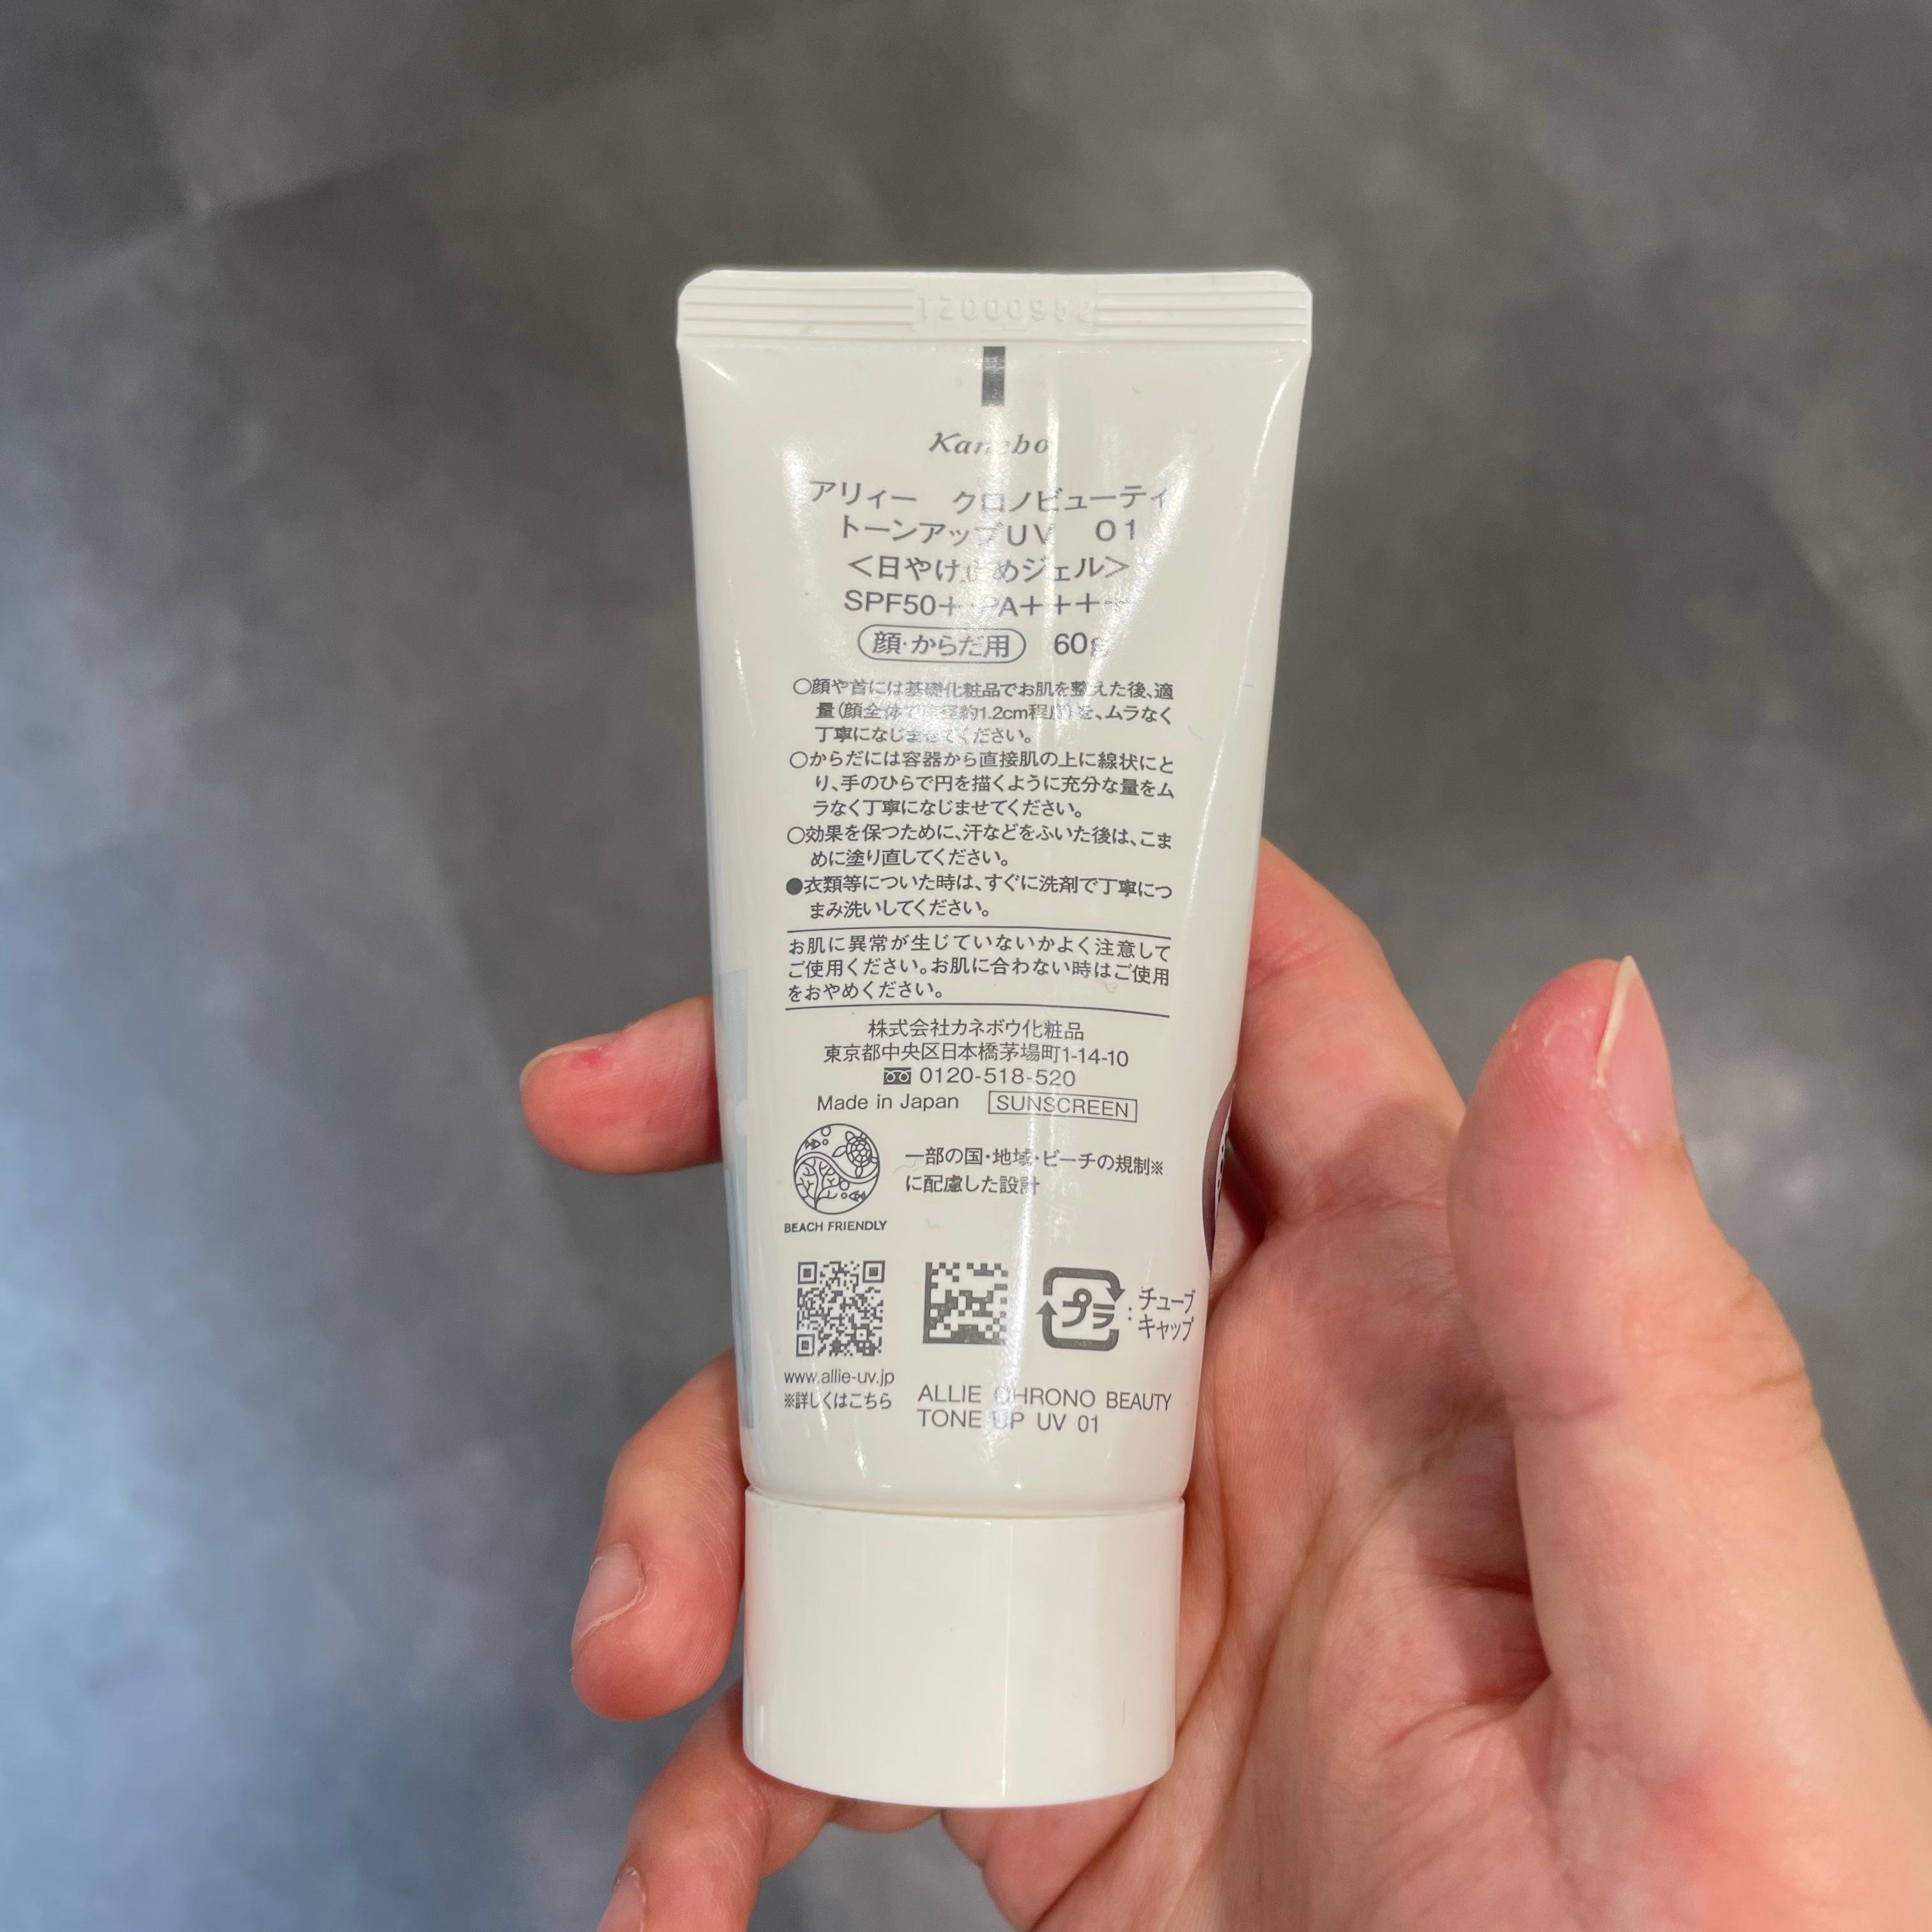 Kanebo
アリィー　クロノビューティ
トーンアップUV　01
＜日やけ止めジェル＞
SPF50+ PA++++
顔・からだ用　60g
○顔や首には基礎化粧品でお肌を整えた後、適
量（顔全体で直径約1.2cm程度）を、ムラなく
丁寧になじませてください。
○からだには容器から直接肌の上に線状にと
り、手のひらで円を描くように充分な量をム
ラなく丁寧になじませてください。
○効果を保つために、汗などをふいた後は、こま
めに塗り直してください。
●衣類等についた時は、すぐに洗剤で丁寧につ
まみ洗いしてください。
お肌に異常が生じていないかよく注意して
ご使用ください。お肌に合わない時はご使用
をおやめください。
株式会社カネボウ化粧品
東京都中央区日本橋茅場町1-14-10
0120-518-520
Made in Japan　SUNSCREEN
一部の国・地域・ビーチの規制※
に配慮した設計
BEACH FRIENDLY
プラ：チューブ
キャップ
www.allie-uv.jp
※詳しくはこちら
ALLIE CHRONO BEAUTY
TONE UP UV 01